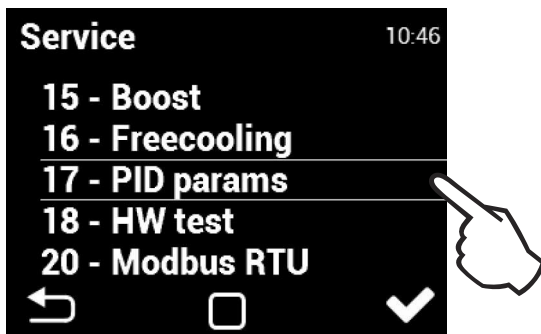 Service
10:46
15 - Boost
16 - Freecooling
17 - PID params
18 - HW test
20 - Modbus RTU